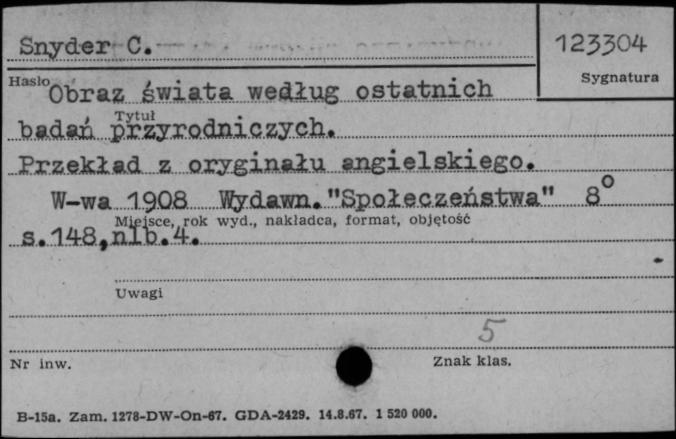 Snyder C.
123304
Hasło
Sygnatura
Obraz świata według ostatnich
Tytuł
badań przyrodniczych.
Przekład z oryginału angielskiego.
W-wa 1908 Wydawn."Społeczeństwa" 8°
Miejsce, rok wyd., nakładca, format, objętość
s.148,nlb.4.
Uwagi
5
Nr inw.
Znak klas.
B-15a. Zam. 1278-DW-On-67. GDA-2429. 14.8.67. 1 520 000.